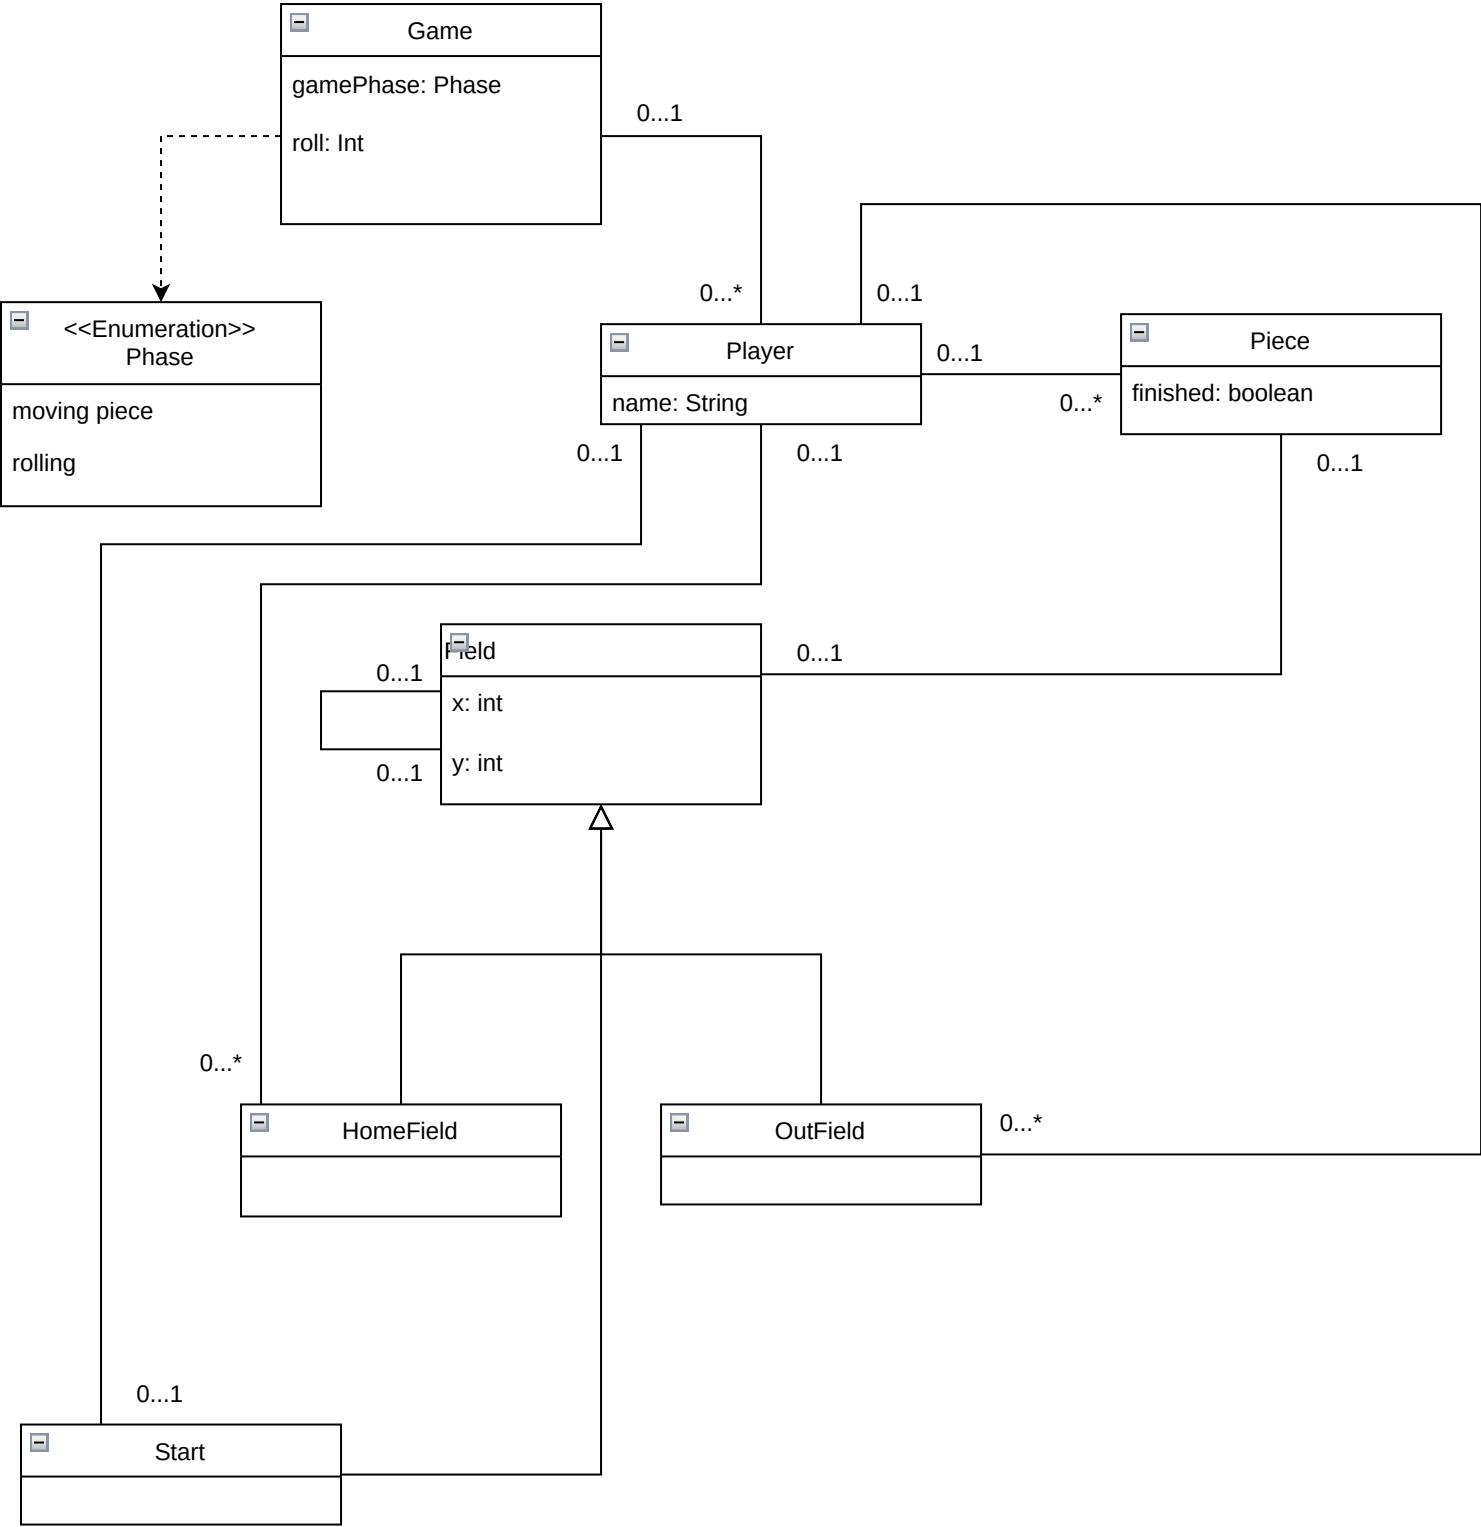 Game
gamePhase: Phase
roll: Int
0...1
0...*
0...1
<<Enumeration>>
Phase
moving piece
rolling
Player
name: String
0...1
0...*
Piece
finished: boolean
0...1
0...1
0...1
Field
x: int
y: int
0...1
0...1
0...1
0...*
HomeField
OutField
0...*
0...1
Start